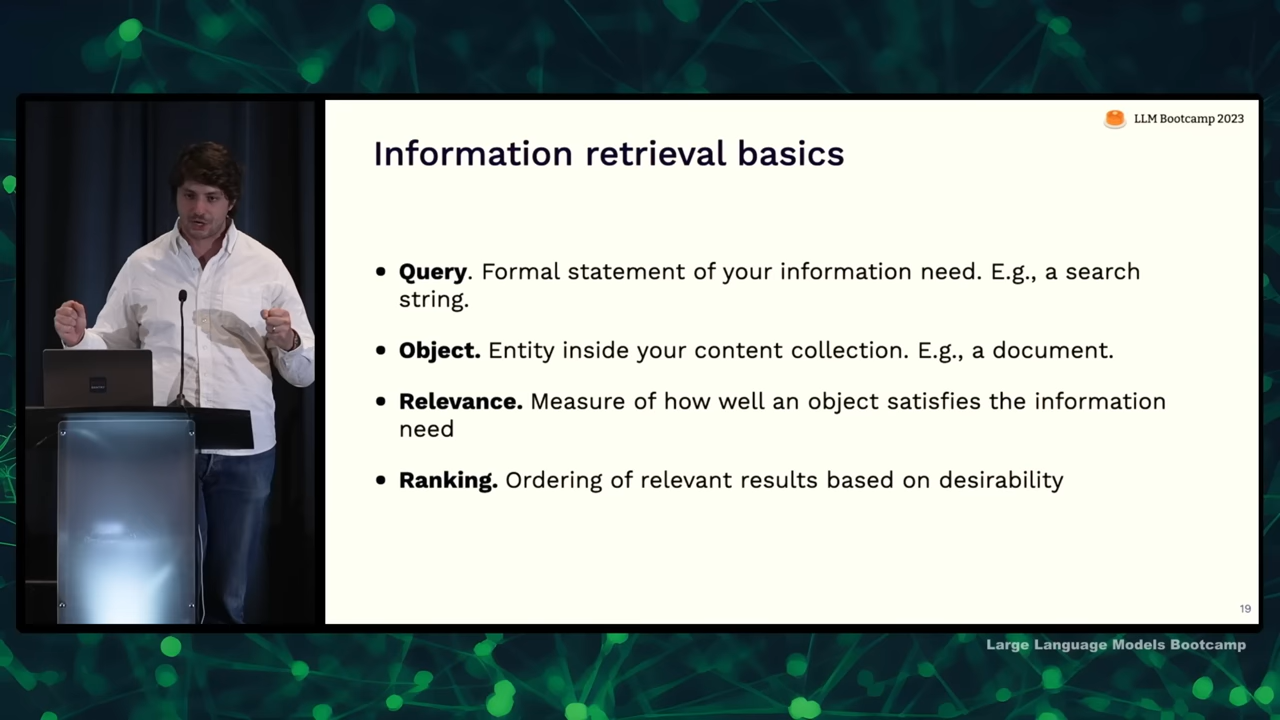 LLM Bootcamp 2023
Information retrieval basics
• Query. Formal statement of your information need. E.g., a search
string.
• Object. Entity inside your content collection. E.g., a document.
• Relevance. Measure of how well an object satisfies the information
need
• Ranking. Ordering of relevant results based on desirability
19
Large Language Models Bootcamp